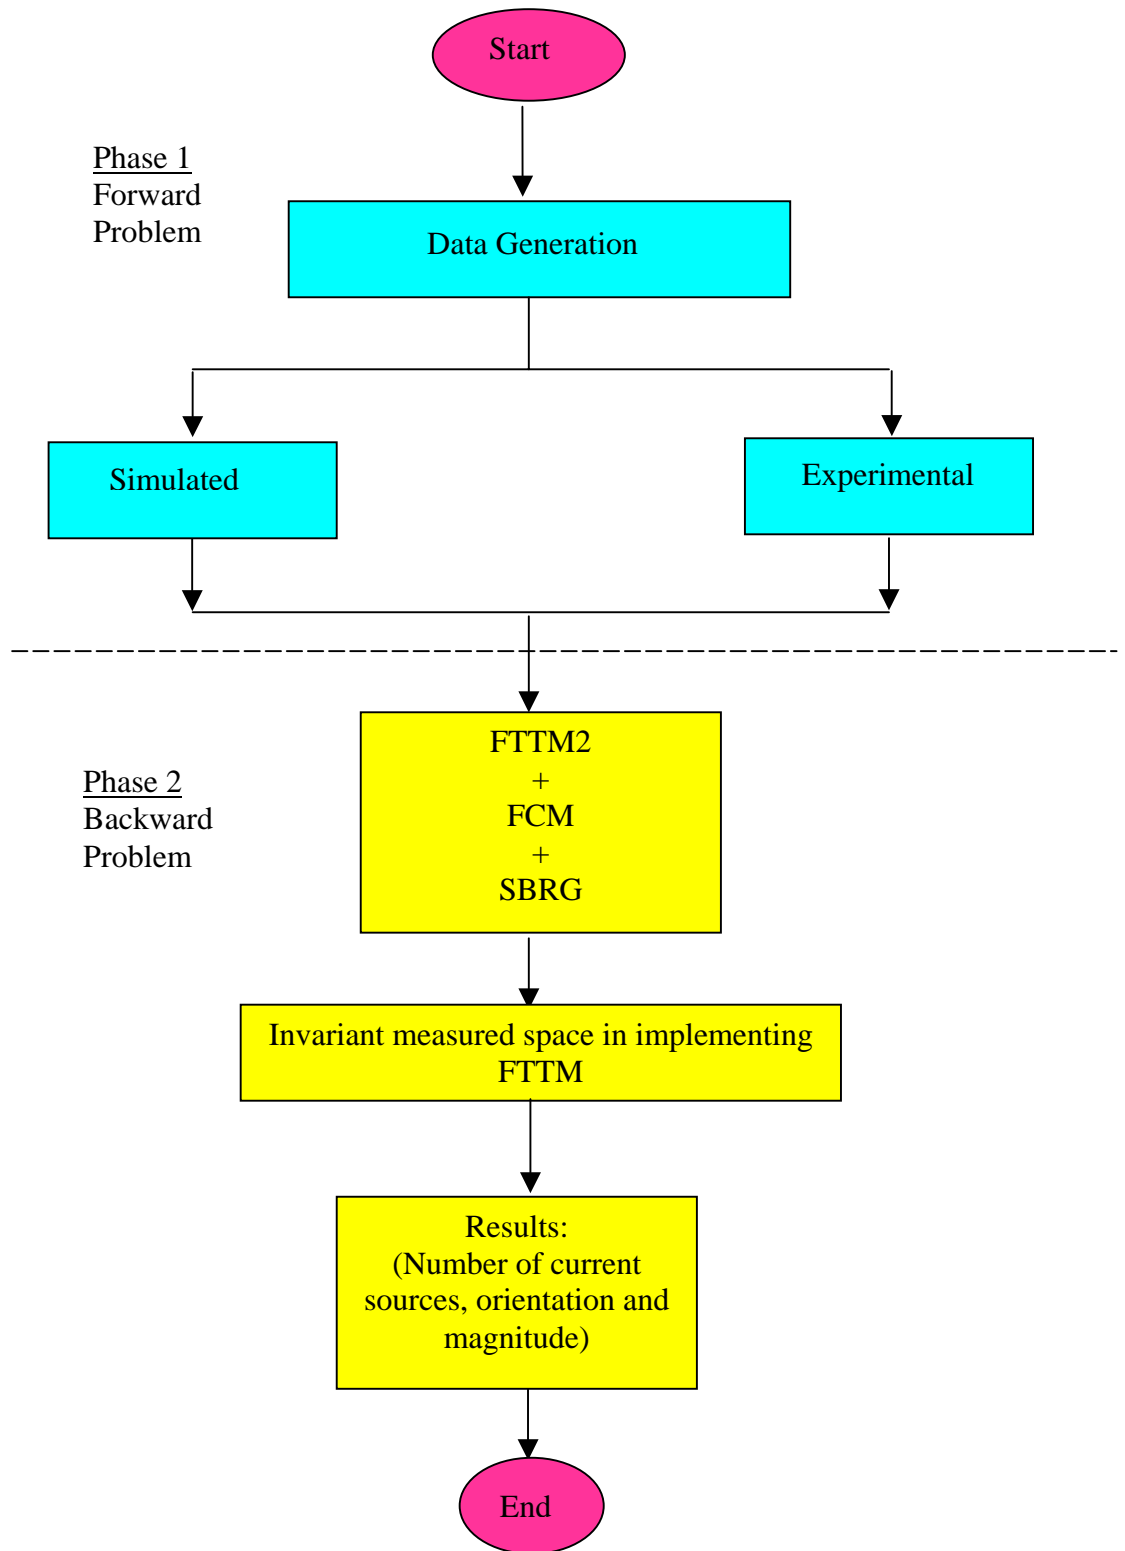 Start
Phase 1
Forward
Problem
Data Generation
Simulated
Experimental
FTTM2
+
FCM
+
SBRG
Phase 2
Backward
Problem
Invariant measured space in implementing
FTTM
Results:
(Number of current
sources, orientation and
magnitude)
End